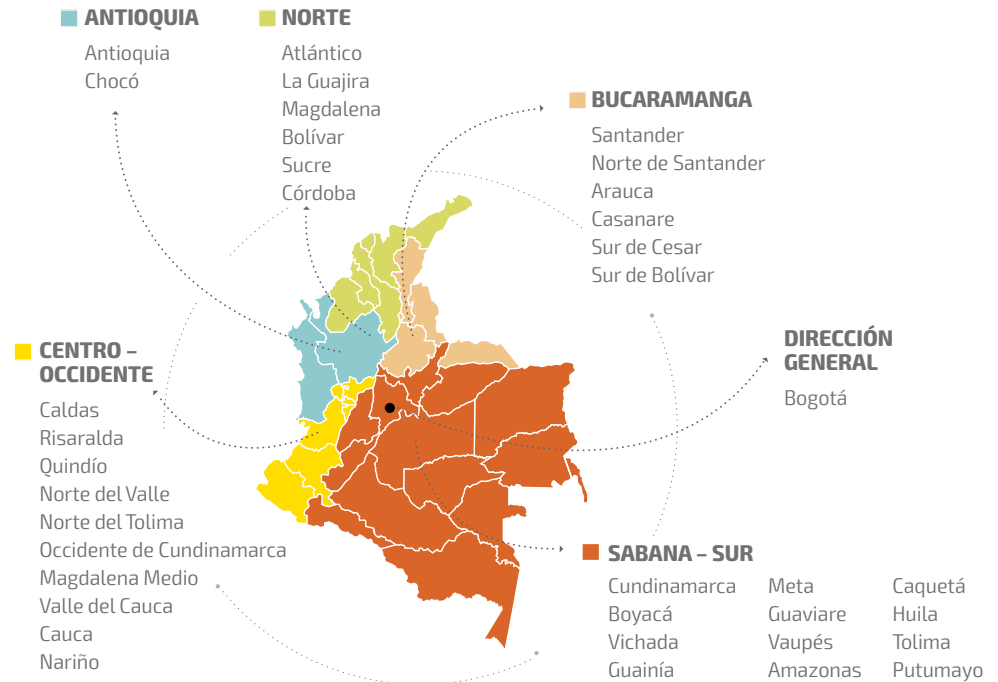 ANTIOQUIA
Antioquia
Chocó
NORTE
Atlántico
La Guajira
Magdalena
Bolívar
Sucre
Córdoba
BUCARAMANGA
Santander
Norte de Santander
Arauca
Casanare
Sur de Cesar
Sur de Bolívar
DIRECCIÓN
GENERAL
Bogotá
CENTRO –
OCCIDENTE
Caldas
Risaralda
Quindío
Norte del Valle
Norte del Tolima
Occidente de Cundinamarca
Magdalena Medio
Valle del Cauca
Cauca
Nariño
SABANA – SUR
Cundinamarca
Boyacá
Vichada
Guainía
Meta
Guaviare
Vaupés
Amazonas
Caquetá
Huila
Tolima
Putumayo